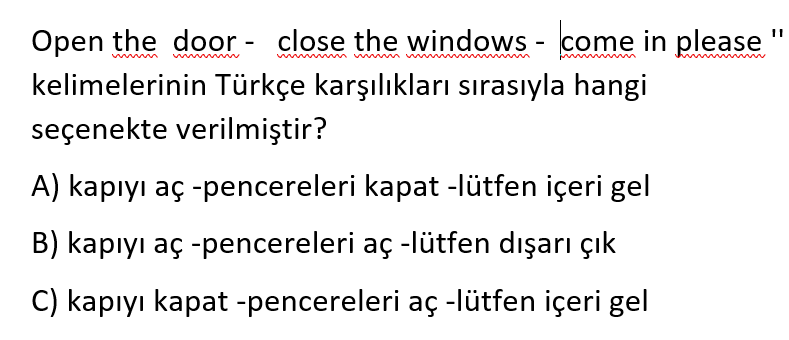 Open the door - close the windows - come in please "
kelimelerinin Türkçe karşılıkları sırasıyla hangi
seçenekte verilmiştir?
A) kapıyı aç -pencereleri kapat -lütfen içeri gel
B) kapıyı aç -pencereleri aç -lütfen dışarı çık
C) kapıyı kapat -pencereleri aç -lütfen içeri gel